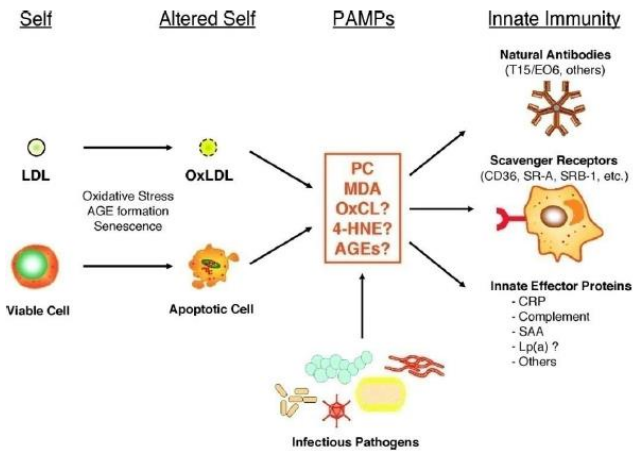 Self
Altered Self
PAMPs
Innate Immunity
Natural Antibodies
(T15/EO6, others)
LDL
OxLDL
Oxidative Stress
AGE formation
Senescence
PC
MDA
OxCL?
4-HNE?
AGEs?
Scavenger Receptors
(CD36, SR-A, SRB-1, etc.)
Viable Cell
Apoptotic Cell
Innate Effector Proteins
- CRP
- Complement
- SAA
- Lp(a) ?
- Others
Infectious Pathogens